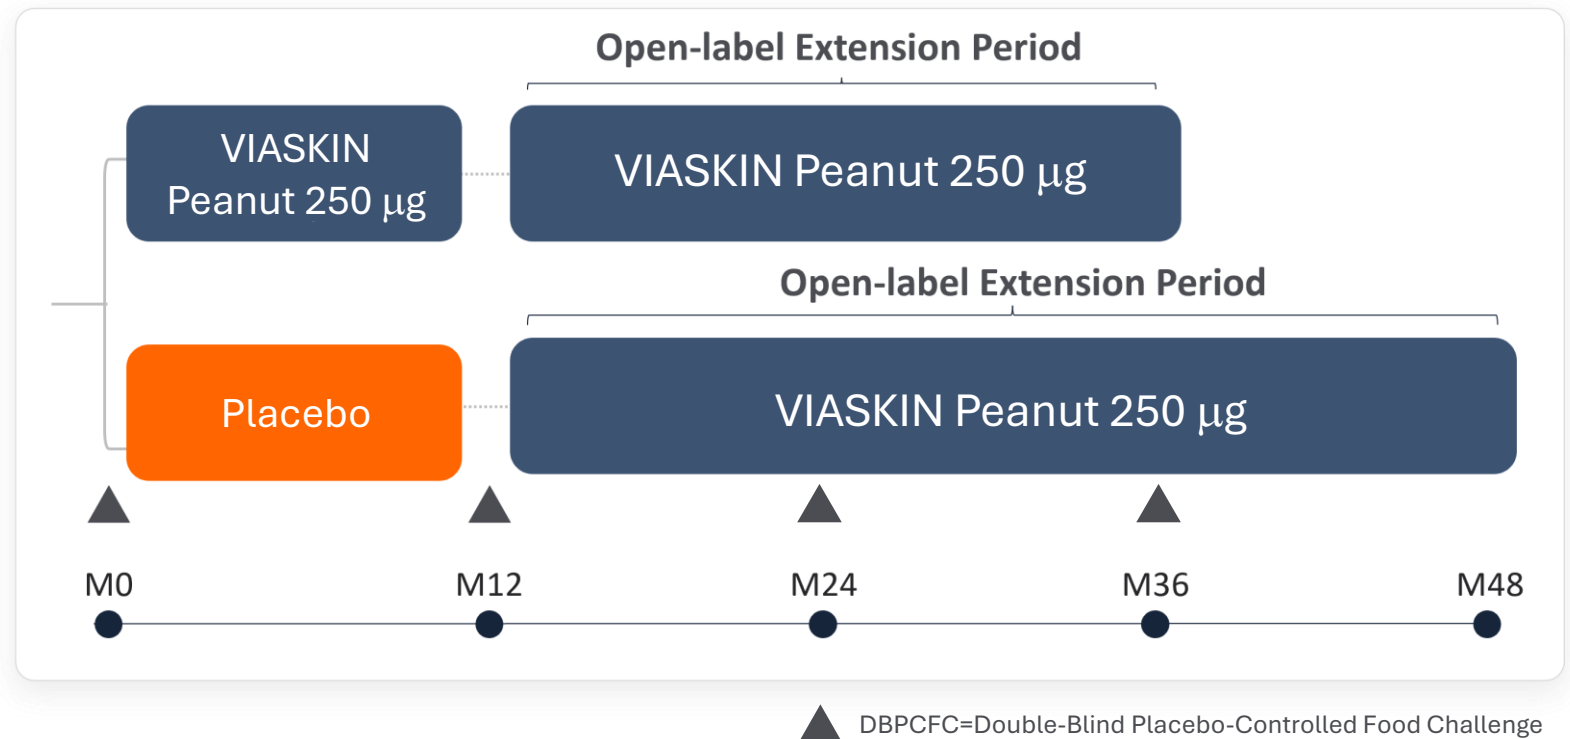 Open-label Extension Period
VIASKIN
Peanut 250 μg
VIASKIN Peanut 250 μg
Open-label Extension Period
Placebo
VIASKIN Peanut 250 μg
M0
M12
M24
M36
M48
DBPCFC=Double-Blind Placebo-Controlled Food Challenge